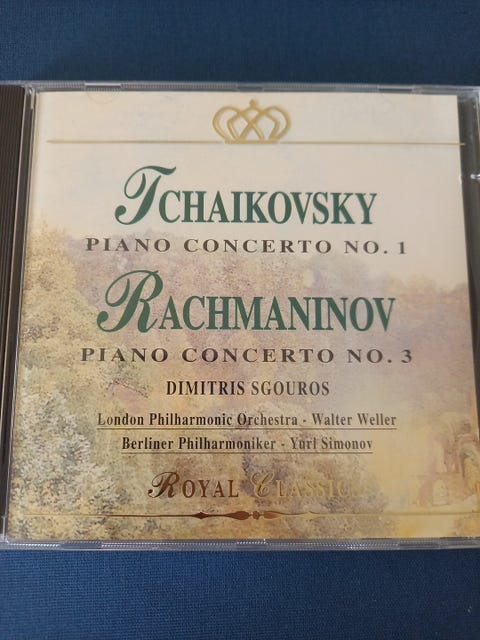 TCHAIKOVSKY
PIANO CONCERTO NO. 1
RACHMANINOV
PIANO CONCERTO NO. 3
DIMITRIS SGOUROS
London Philharmonic Orchestra - Walter Weller
Berliner Philharmoniker - Yuri Simonov
ROYAL CLASSICS